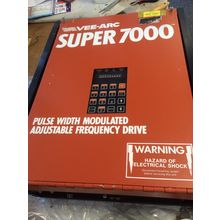 VEE-ARC
SUPER 7000
PULSE WIDTH MODULATED
ADJUSTABLE FREQUENCY DRIVE
WARNING
HAZARD OF
ELECTRICAL SHOCK